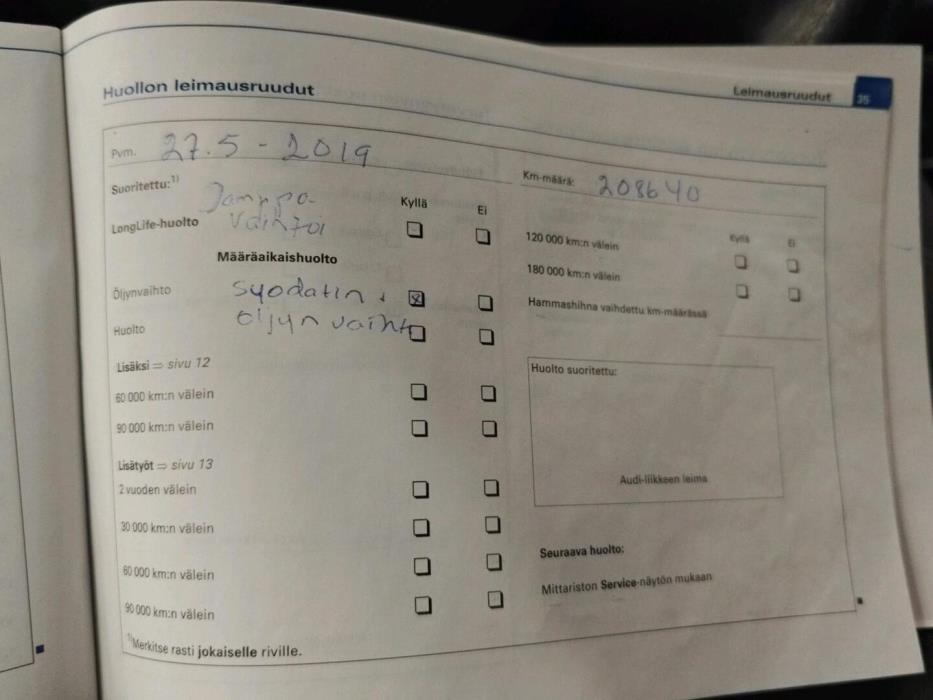 Huollon leimausruudut
Leimausruudut 35
Pvm. 27.5 - 2019
Km-määrä: 208640
Suoritettu:¹⁾ Jamppa-
vaihtoi
Kyllä Ei
LongLife-huolto
Määräaikaishuolto
Öljynvaihto syodatin +
öljyn vaihto
Huolto
Lisäksi ⇒ sivu 12
60 000 km:n välein
90 000 km:n välein
Lisätyöt ⇒ sivu 13
2 vuoden välein
30 000 km:n välein
60 000 km:n välein
90 000 km:n välein
¹⁾Merkitse rasti jokaiselle riville.
Kyllä Ei
120 000 km:n välein
180 000 km:n välein
Hammashihna vaihdettu km-määrässä
Huolto suoritettu:
Audi-liikkeen leima
Seuraava huolto:
Mittariston Service-näytön mukaan